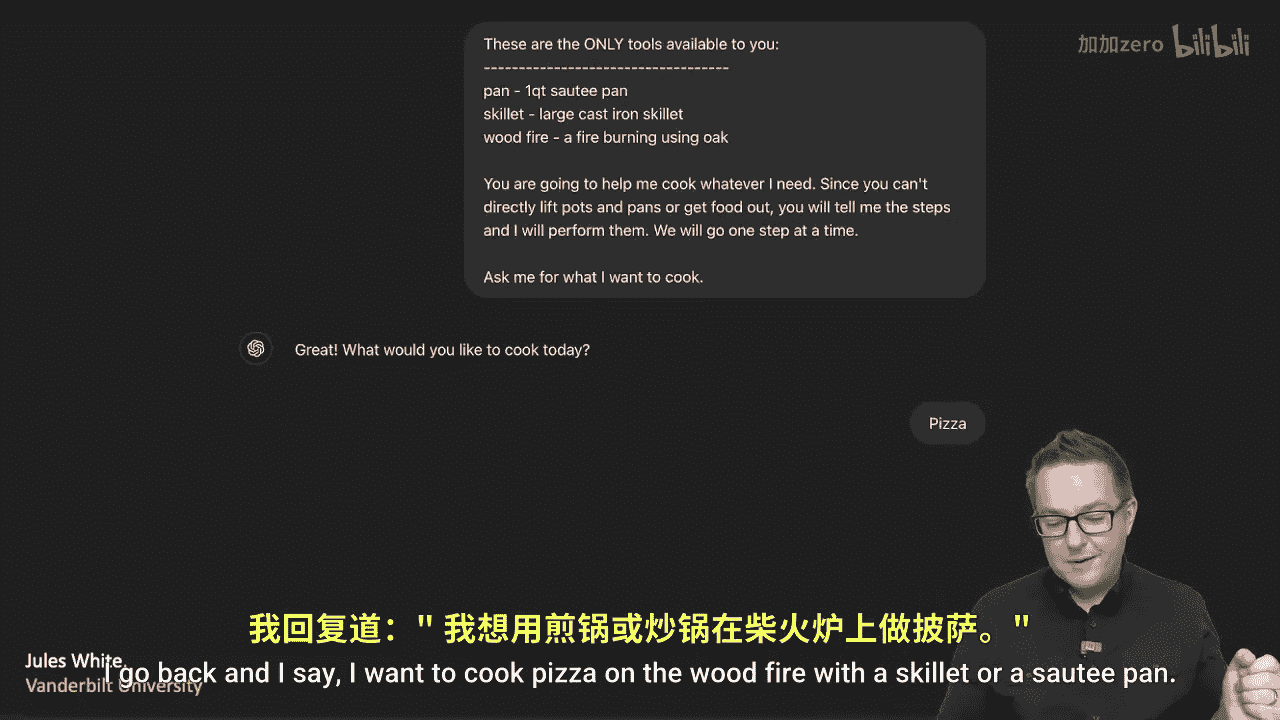 These are the ONLY tools available to you:
-----------------------------------
pan - 1qt sautee pan
skillet - large cast iron skillet
wood fire - a fire burning using oak
You are going to help me cook whatever I need. Since you can't
directly lift pots and pans or get food out, you will tell me the steps
and I will perform them. We will go one step at a time.
Ask me for what I want to cook.
加加zero bilibili
Great! What would you like to cook today?
Pizza
我回复道：" 我想用煎锅或炒锅在柴火炉上做披萨。"
Jules White,
I go back and I say, I want to cook pizza on the wood fire with a skillet or a sautee pan.
Vanderbilt University